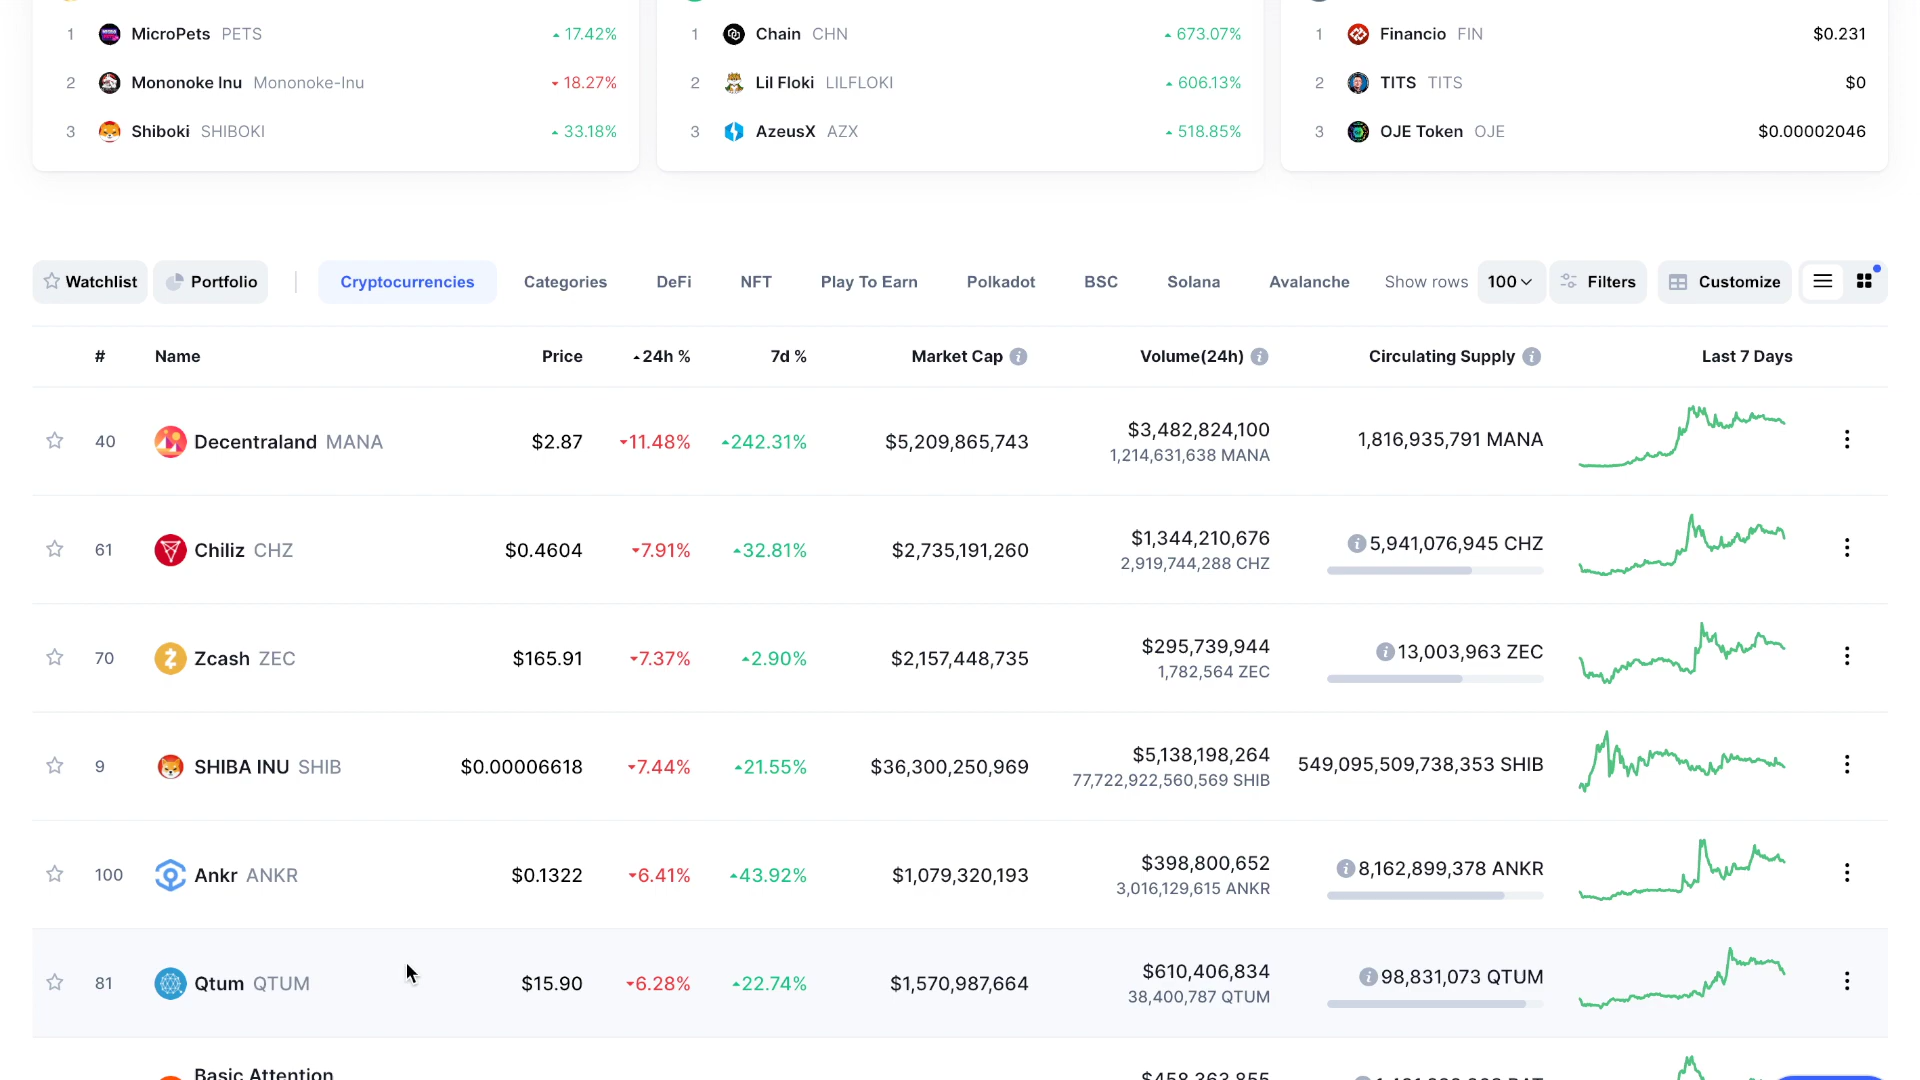 1 MicroPets PETS 17.42%
2 Mononoke Inu Mononoke-Inu 18.27%
3 Shiboki SHIBOKI 33.18%
1 Chain CHN 673.07%
2 Lil Floki LILFLOKI 606.13%
3 AzeusX AZX 518.85%
1 Financio FIN $0.231
2 TITS TITS $0
3 OJE Token OJE $0.00002046
Watchlist Portfolio Cryptocurrencies Categories DeFi NFT Play To Earn Polkadot BSC Solana Avalanche Show rows 100 Filters Customize
# Name Price 24h % 7d % Market Cap Volume(24h) Circulating Supply Last 7 Days
40 Decentraland MANA $2.87 11.48% 242.31% $5,209,865,743 $3,482,824,100 1,816,935,791 MANA
1,214,631,638 MANA
61 Chiliz CHZ $0.4604 7.91% 32.81% $2,735,191,260 $1,344,210,676 5,941,076,945 CHZ
2,919,744,288 CHZ
70 Zcash ZEC $165.91 7.37% 2.90% $2,157,448,735 $295,739,944 13,003,963 ZEC
1,782,564 ZEC
9 SHIBA INU SHIB $0.00006618 7.44% 21.55% $36,300,250,969 $5,138,198,264 549,095,509,738,353 SHIB
77,722,922,560,569 SHIB
100 Ankr ANKR $0.1322 6.41% 43.92% $1,079,320,193 $398,800,652 8,162,899,378 ANKR
3,016,129,615 ANKR
81 Qtum QTUM $15.90 6.28% 22.74% $1,570,987,664 $610,406,834 98,831,073 QTUM
38,400,787 QTUM
Basic Attention $458,363,855